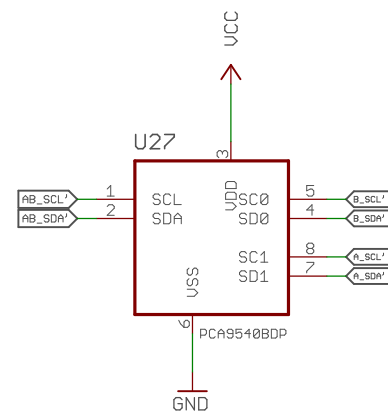 VCC
U27
3
AB_SCL' 1 SCL VDD SC0 5 B_SCL'
AB_SDA' 2 SDA SD0 4 B_SDA'
SC1 8 A_SCL'
VSS SD1 7 A_SDA'
6 PCA9540BDP
GND